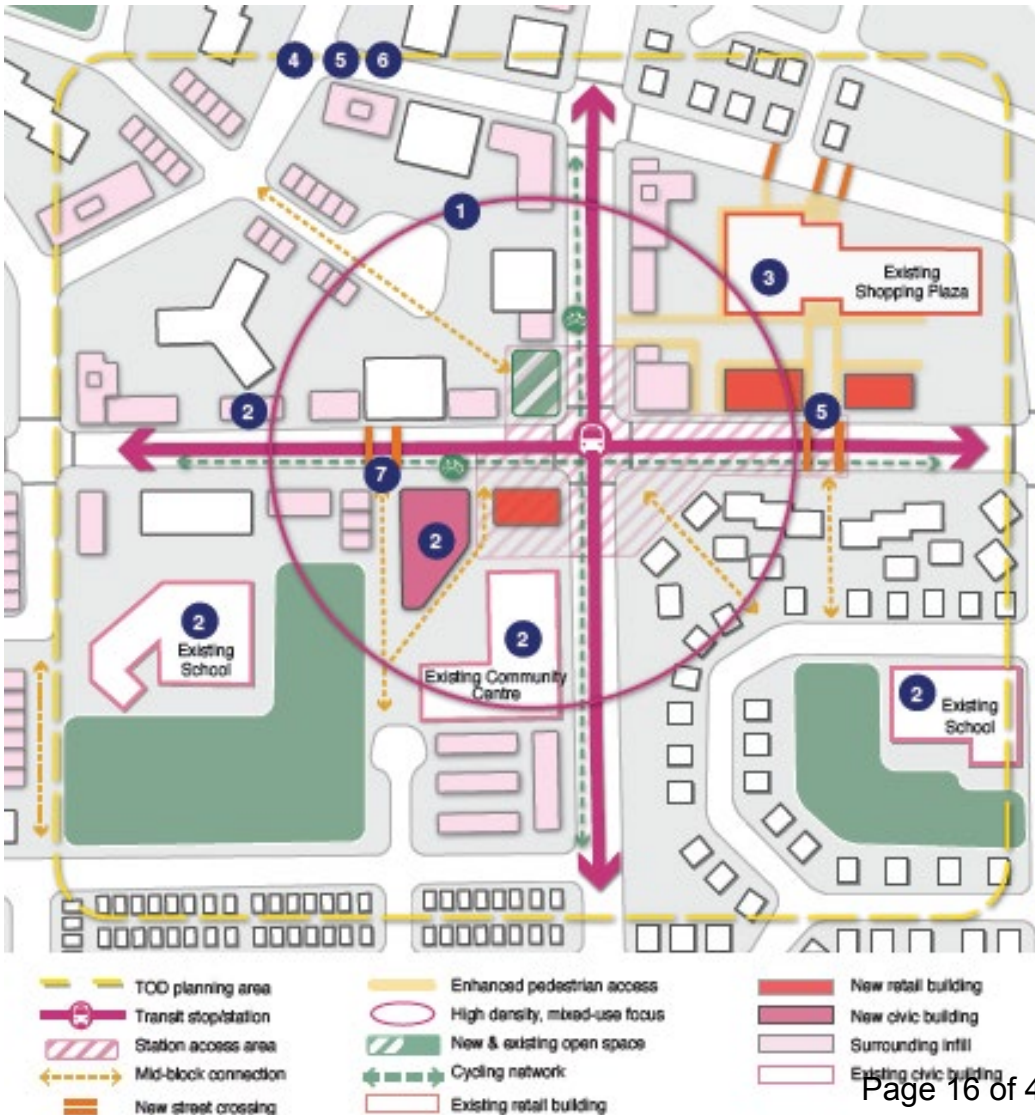 4 5 6
1
3
Existing
Shopping Plaza
2
5
7
2
2
Existing
School
2
Existing Community
Centre
2
Existing
School
TOD planning area
Transit stop/station
Station access area
Mid-block connection
New street crossing
Enhanced pedestrian access
High density, mixed-use focus
New & existing open space
Cycling network
Existing retail building
New retail building
New civic building
Surrounding infill
Existing civic building
Page 16 of 4